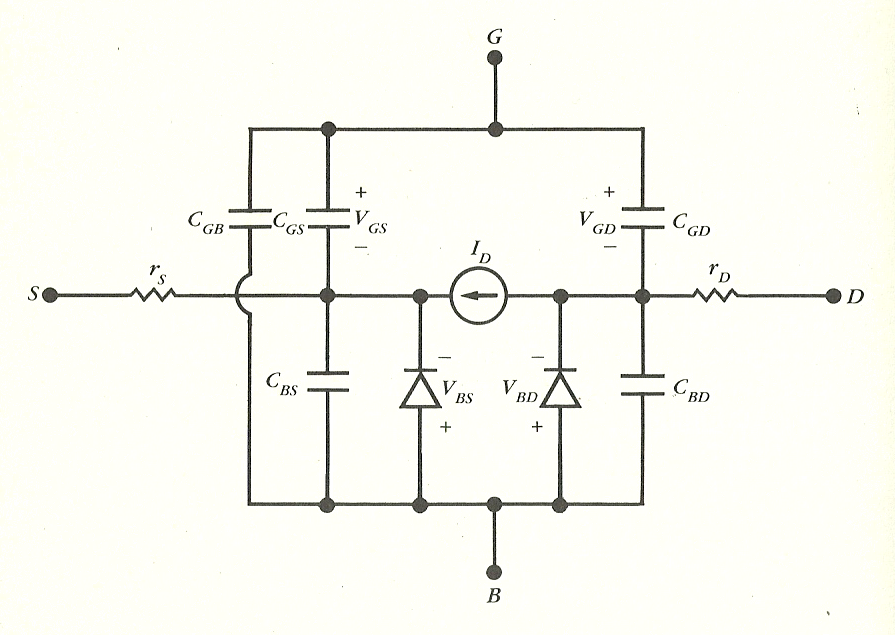 G
+ +
C_GB C_GS V_GS V_GD C_GD
− −
I_D
r_S r_D
S D
− −
C_BS V_BS V_BD C_BD
+ +
B